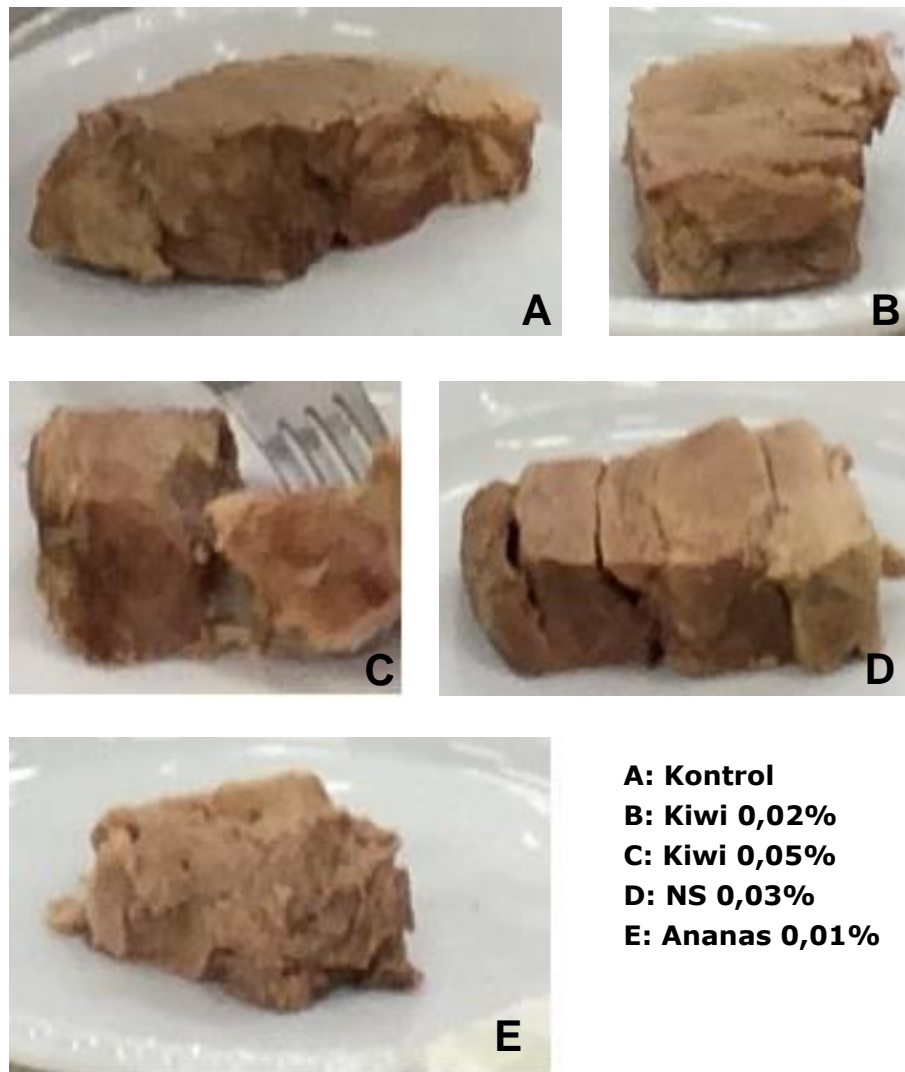 A
B
C
D
E
A: Kontrol
B: Kiwi 0,02%
C: Kiwi 0,05%
D: NS 0,03%
E: Ananas 0,01%